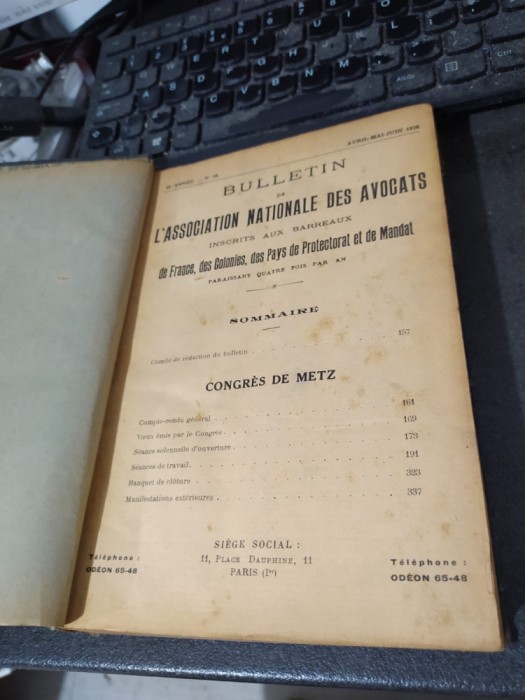 AVRIL-MAI-JUIN
BULLETIN
DE
L'ASSOCIATION NATIONALE DES AVOCATS
INSCRITS AUX BARREAUX
de France, des Colonies, des Pays de Protectorat et de Mandat
PARAISSANT QUATRE FOIS PAR AN
SOMMAIRE
Comité de rédaction du bulletin 157
CONGRÈS DE METZ
Compte-rendu général 161
Vœux émis par le Congrès 169
Séance solennelle d'ouverture 173
Séances de travail 191
Banquet de clôture 323
Manifestations extérieures 337
SIÈGE SOCIAL :
11, PLACE DAUPHINE, 11
PARIS (Ier)
Téléphone :
ODÉON 65-48
Téléphone :
ODÉON 65-48